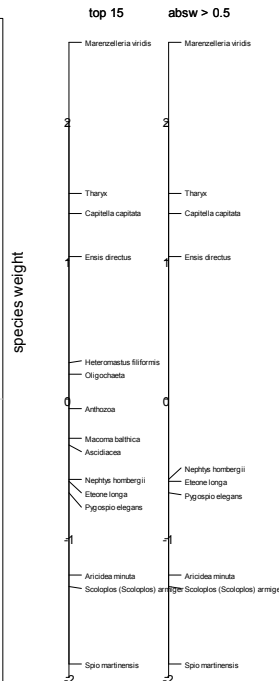 top 15
absw > 0.5
species weight
Marenzelleria viridis
2
Tharyx
Capitella capitata
Ensis directus
1
Heteromastus filiformis
Oligochaeta
0
Anthozoa
Macoma balthica
Ascidiacea
Nephtys hombergii
Eteone longa
Pygospio elegans
-1
Aricidea minuta
Scoloplos (Scoloplos) armiger
Spio martinensis
-2
Marenzelleria viridis
2
Tharyx
Capitella capitata
Ensis directus
1
0
Nephtys hombergii
Eteone longa
Pygospio elegans
-1
Aricidea minuta
Scoloplos (Scoloplos) armige
Spio martinensis
-2